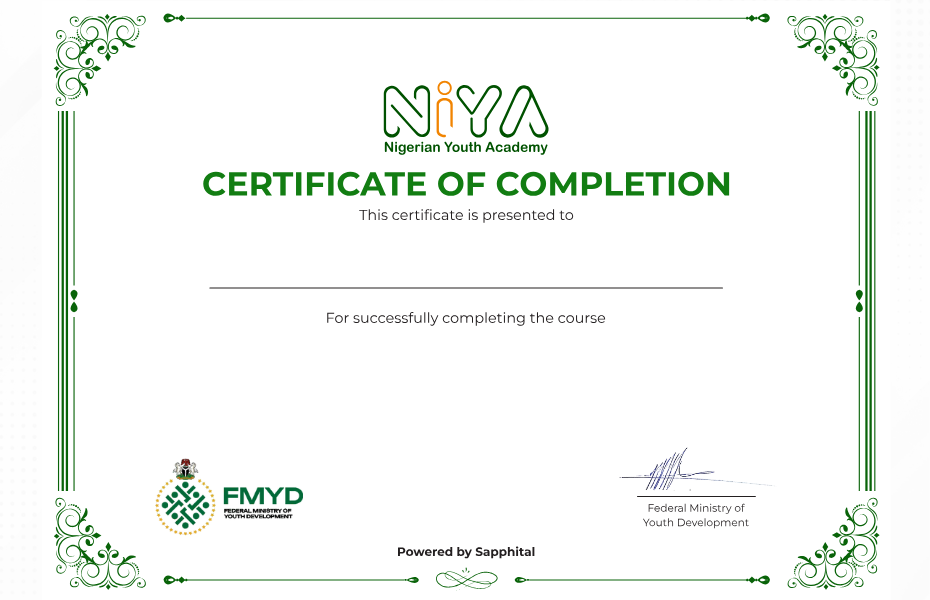 NiYA
Nigerian Youth Academy
CERTIFICATE OF COMPLETION
This certificate is presented to
For successfully completing the course
FMYD
FEDERAL MINISTRY OF
YOUTH DEVELOPMENT
Federal Ministry of
Youth Development
Powered by Sapphital